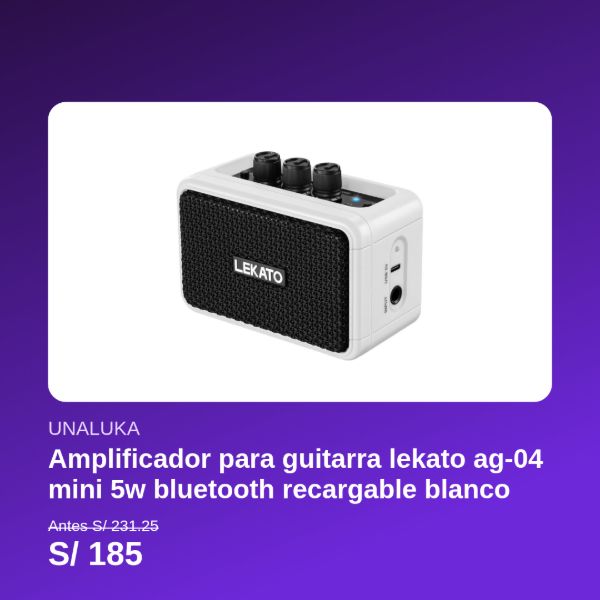 LEKATO
UNALUKA
Amplificador para guitarra lekato ag-04
mini 5w bluetooth recargable blanco
Antes S/ 231.25
S/ 185